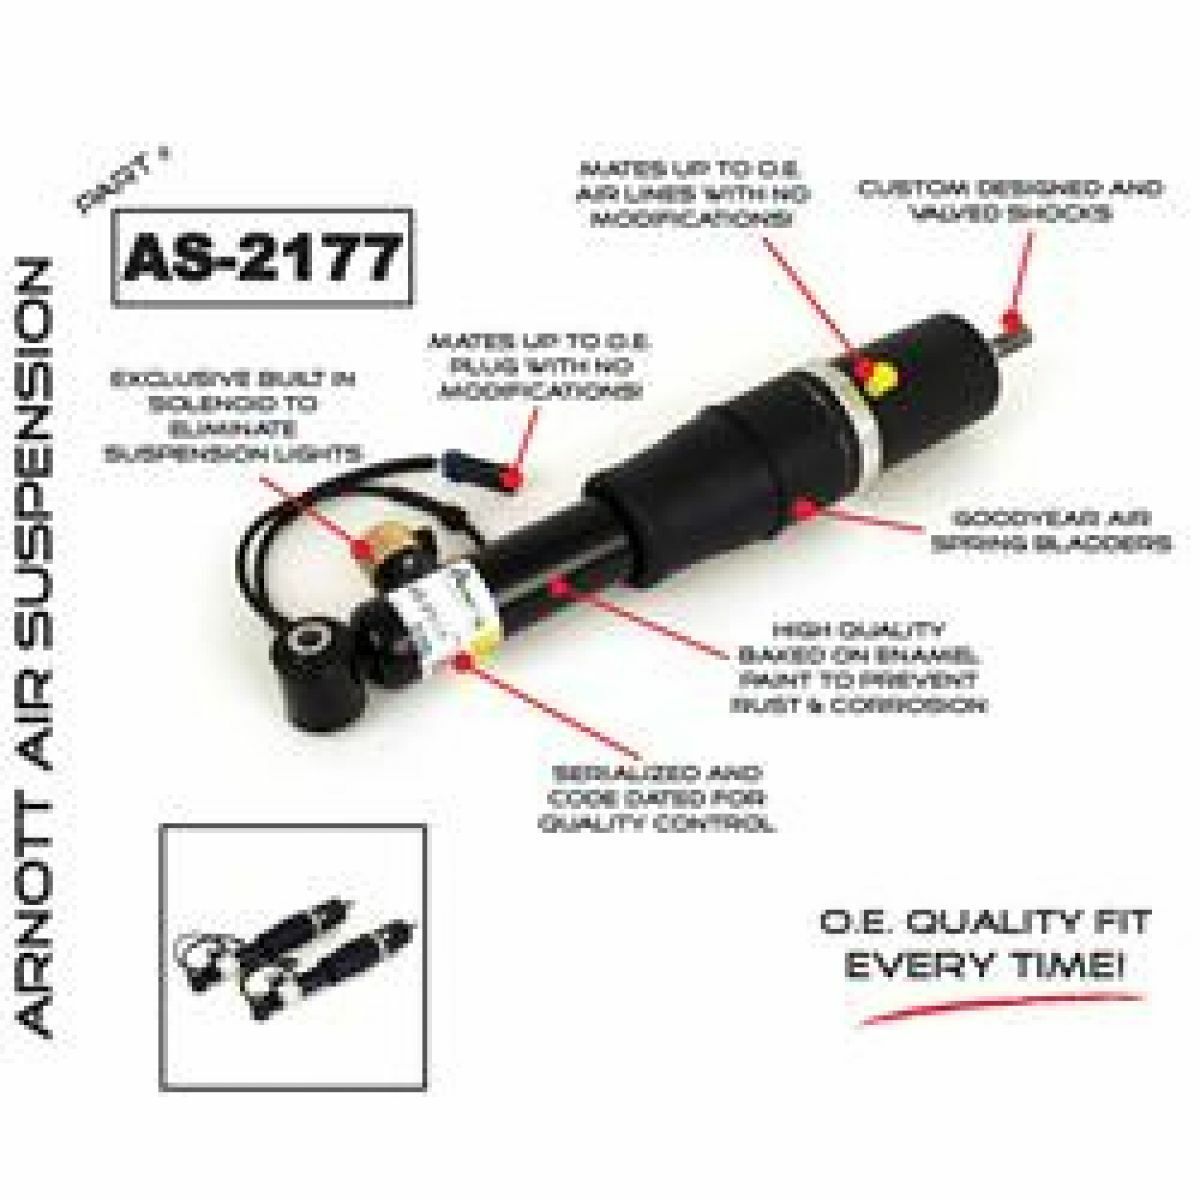 PART #
AS-2177
ARNOTT AIR SUSPENSION
MATES UP TO O.E.
AIR LINES WITH NO
MODIFICATIONS!
CUSTOM DESIGNED AND
VALVED SHOCKS
MATES UP TO O.E.
PLUG WITH NO
MODIFICATIONS!
EXCLUSIVE BUILT IN
SOLENOID TO
ELIMINATE
SUSPENSION LIGHTS
GOODYEAR AIR
SPRING BLADDERS
HIGH QUALITY
BAKED ON ENAMEL
PAINT TO PREVENT
RUST & CORROSION
SERIALIZED AND
CODE DATED FOR
QUALITY CONTROL
O.E. QUALITY FIT
EVERY TIME!